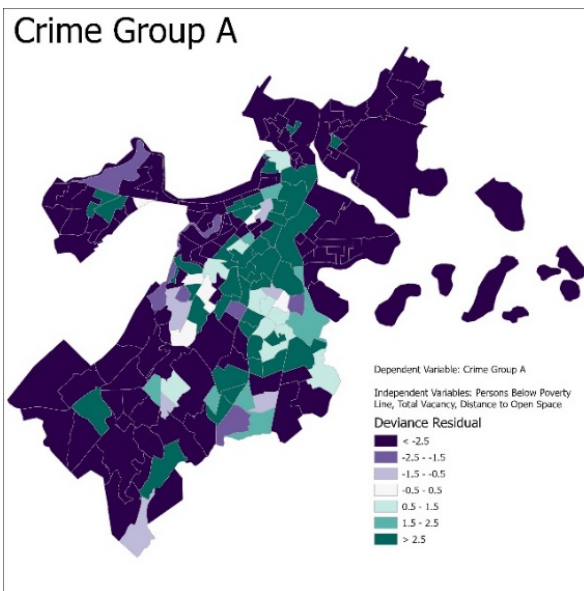 Crime Group A
Dependent Variable: Crime Group A
Independent Variables: Persons Below Poverty
Line, Total Vacancy, Distance to Open Space
Deviance Residual
< -2.5
-2.5 - -1.5
-1.5 - -0.5
-0.5 - 0.5
0.5 - 1.5
1.5 - 2.5
> 2.5